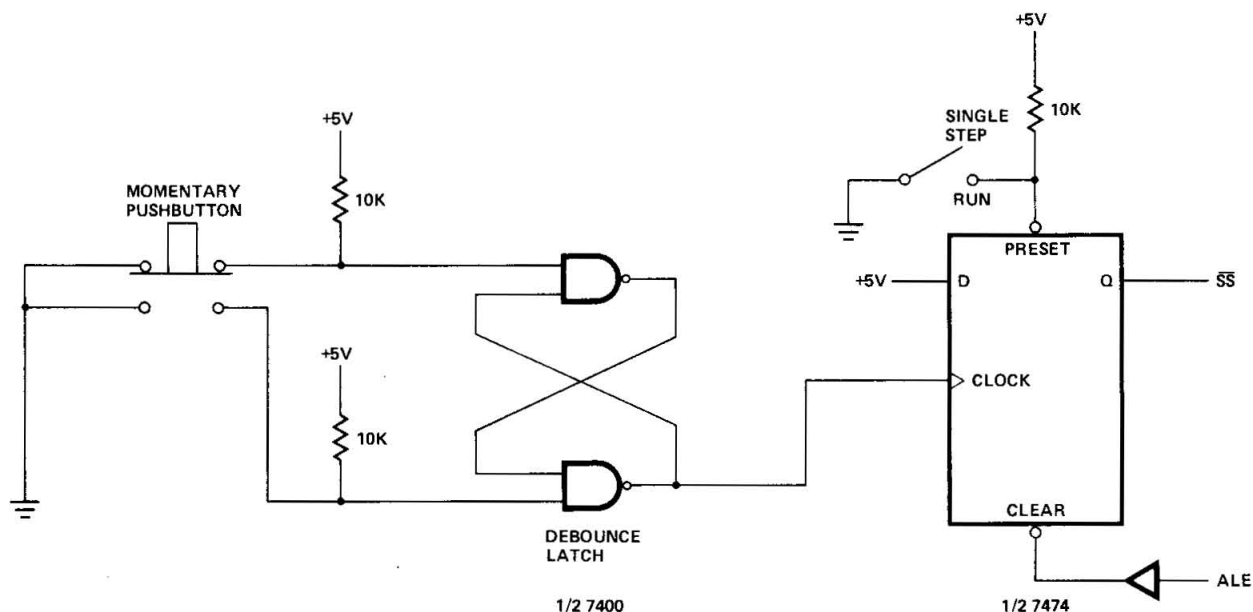 +5V
SINGLE
STEP
10K
+5V
MOMENTARY
PUSHBUTTON
10K
RUN
PRESET
+5V
D
Q
S̅S̅
+5V
CLOCK
10K
CLEAR
DEBOUNCE
LATCH
ALE
1/2 7400
1/2 7474